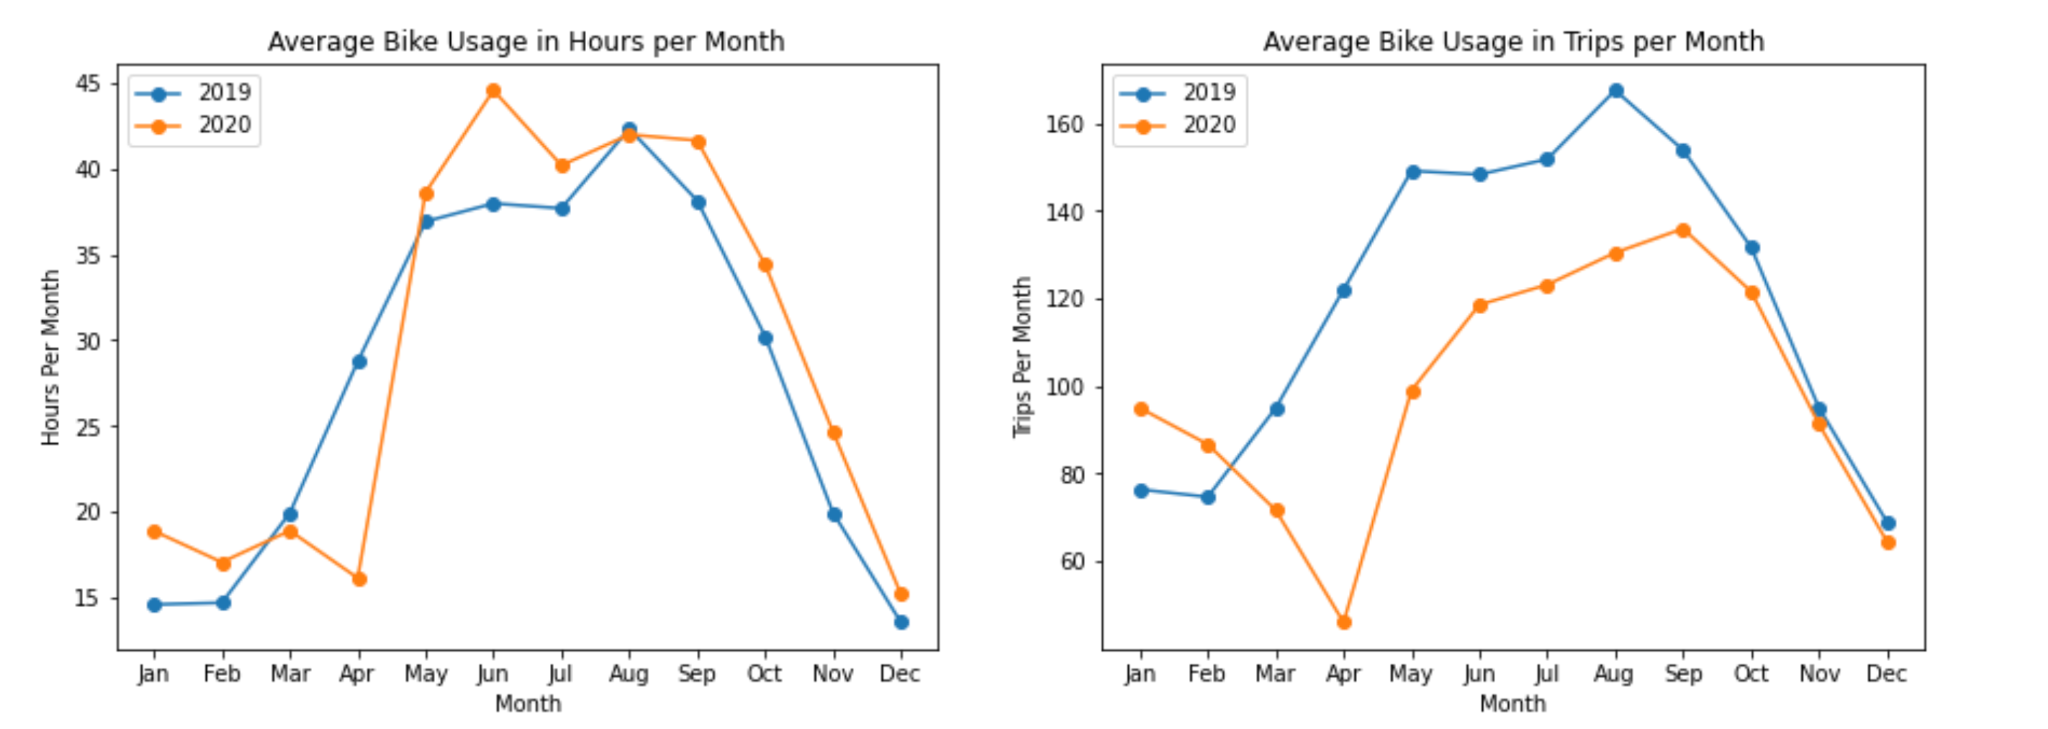 Average Bike Usage in Hours per Month
2019
2020
45
40
35
30
25
20
15
Hours Per Month
Jan Feb Mar Apr May Jun Jul Aug Sep Oct Nov Dec
Month
Average Bike Usage in Trips per Month
2019
2020
160
140
120
100
80
60
Trips Per Month
Jan Feb Mar Apr May Jun Jul Aug Sep Oct Nov Dec
Month